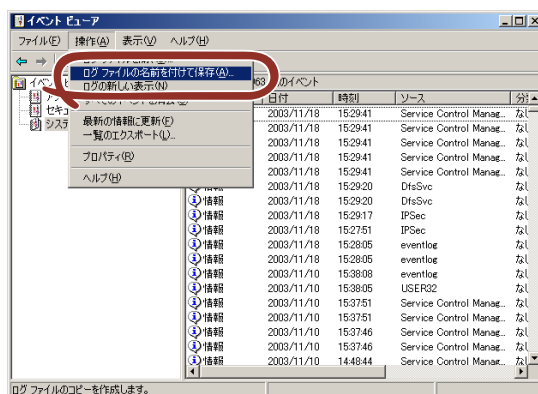 イベント ビューア
ファイル(F) 操作(A) 表示(V) ヘルプ(H)
ログ ファイルの名前を付けて保存(A)...
ログの新しい表示(N)
最新の情報に更新(F)
一覧のエクスポート(L)...
プロパティ(R)
ヘルプ(H)
のイベント
日付 時刻 ソース
2003/11/18 15:29:41 Service Control Manag...
2003/11/18 15:29:41 Service Control Manag...
2003/11/18 15:29:41 Service Control Manag...
2003/11/18 15:29:41 Service Control Manag...
2003/11/18 15:29:41 Service Control Manag...
情報 2003/11/18 15:29:20 DfsSvc
情報 2003/11/18 15:29:20 DfsSvc
情報 2003/11/18 15:29:17 IPSec
情報 2003/11/18 15:27:51 IPSec
情報 2003/11/18 15:28:05 eventlog
情報 2003/11/18 15:28:05 eventlog
情報 2003/11/10 15:38:08 eventlog
情報 2003/11/10 15:38:05 USER32
情報 2003/11/10 15:37:51 Service Control Manag...
情報 2003/11/10 15:37:51 Service Control Manag...
情報 2003/11/10 15:37:46 Service Control Manag...
情報 2003/11/10 15:37:46 Service Control Manag...
情報 2003/11/10 14:48:44 Service Control Manag...
ログ ファイルのコピーを作成します。